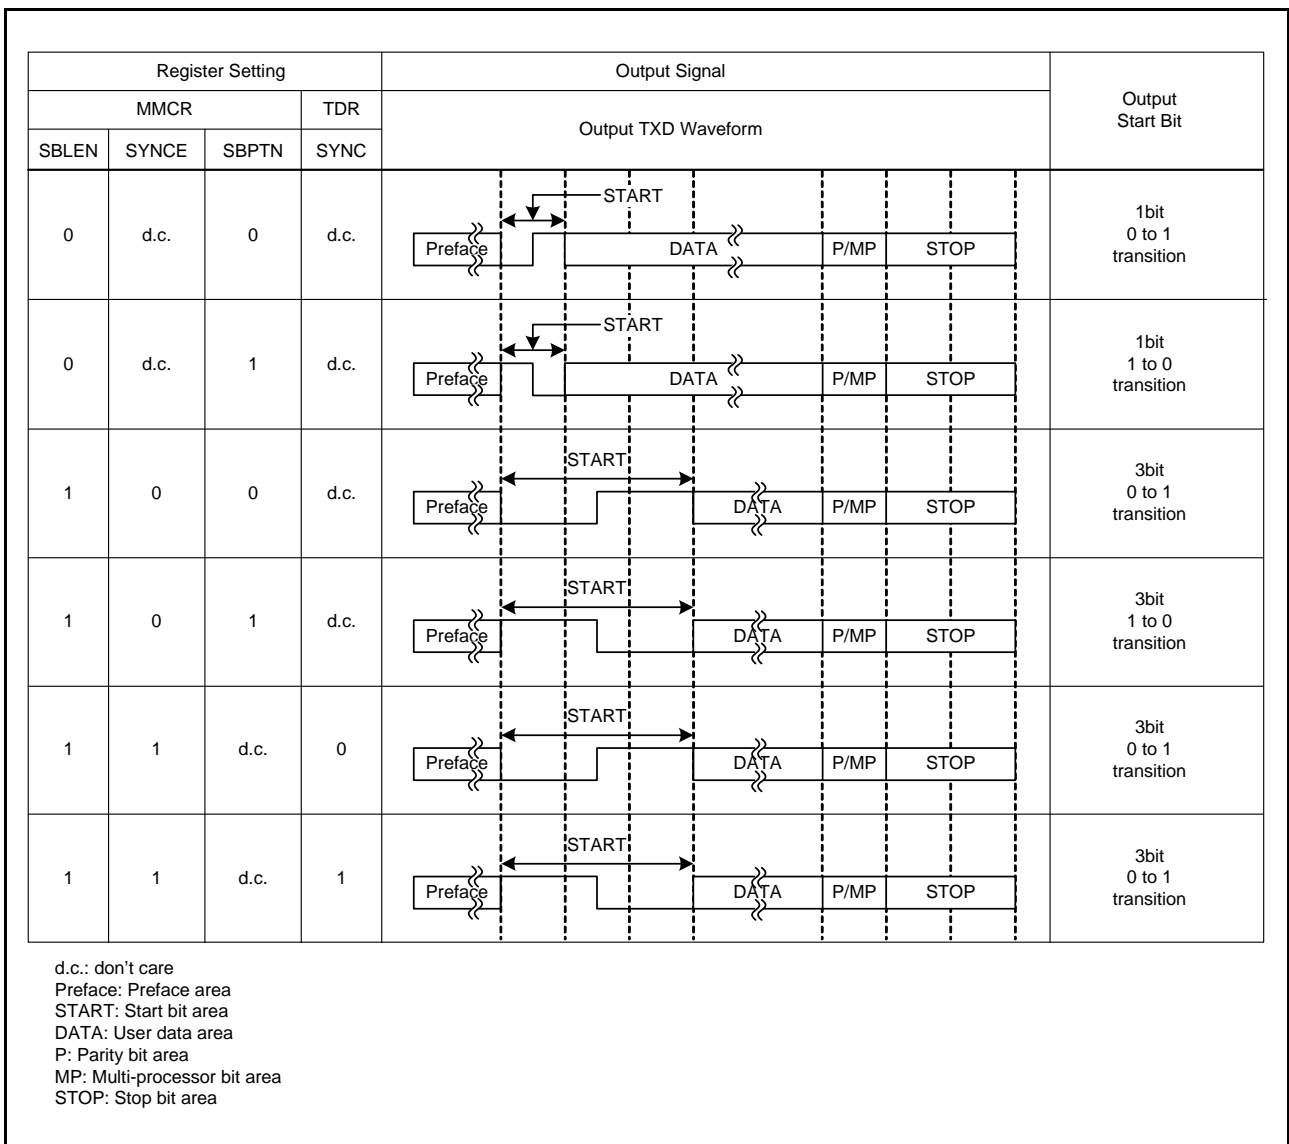 Register Setting
Output Signal
Output
Start Bit
MMCR
TDR
Output TXD Waveform
SBLEN
SYNCE
SBPTN
SYNC
0
d.c.
0
d.c.
START
Preface
DATA
P/MP
STOP
1bit
0 to 1
transition
0
d.c.
1
d.c.
START
Preface
DATA
P/MP
STOP
1bit
1 to 0
transition
1
0
0
d.c.
START
Preface
DATA
P/MP
STOP
3bit
0 to 1
transition
1
0
1
d.c.
START
Preface
DATA
P/MP
STOP
3bit
1 to 0
transition
1
1
d.c.
0
START
Preface
DATA
P/MP
STOP
3bit
0 to 1
transition
1
1
d.c.
1
START
Preface
DATA
P/MP
STOP
3bit
0 to 1
transition
d.c.: don't care
Preface: Preface area
START: Start bit area
DATA: User data area
P: Parity bit area
MP: Multi-processor bit area
STOP: Stop bit area